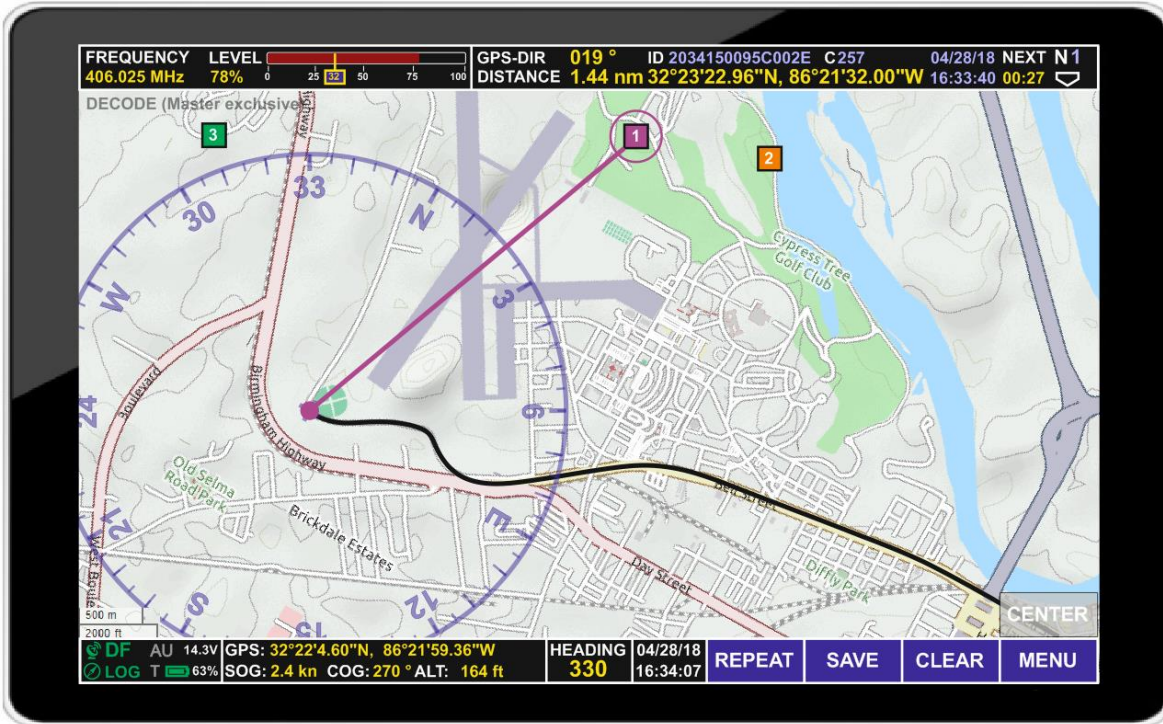 FREQUENCY LEVEL
406.025 MHz 78% 0 25 32 50 75 100
GPS-DIR 019 ° ID 2034150095C002E C257 04/28/18 NEXT N 1
DISTANCE 1.44 nm 32°23'22.96"N, 86°21'32.00"W 16:33:40 00:27
DECODE (Master exclusive)
Highway
3
1
2
33
30
N
W
3
Cypress Tree
Golf Club
24
Boulevard
Birmingham Highway
6
Old Selma
Road/Park
Bell Street
21
Brickdale Estates
E
West Boule
Day Street
Diffly Park
12
S
15
500 m
2000 ft
CENTER
DF AU 14.3V
LOG T 63%
GPS: 32°22'4.60"N, 86°21'59.36"W
SOG: 2.4 kn COG: 270 ° ALT: 164 ft
HEADING
330
04/28/18
16:34:07
REPEAT SAVE CLEAR MENU